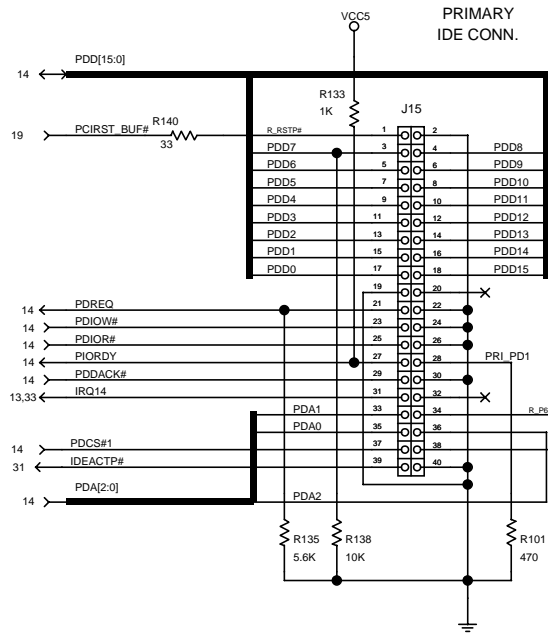 PRIMARY
IDE CONN.
VCC5
PDD[15:0]
14
R133
1K
J15
19
PCIRST_BUF#
R140
33
R_RSTP#
1
2
PDD7
3
4
PDD8
PDD6
5
6
PDD9
PDD5
7
8
PDD10
PDD4
9
10
PDD11
PDD3
11
12
PDD12
PDD2
13
14
PDD13
PDD1
15
16
PDD14
PDD0
17
18
PDD15
19
20
14
PDREQ
21
22
14
PDIOW#
23
24
14
PDIOR#
25
26
14
PIORDY
27
28
PRI_PD1
14
PDDACK#
29
30
13,33
IRQ14
31
32
PDA1
33
34
R_P6
PDA0
35
36
14
PDCS#1
37
38
31
IDEACTP#
39
40
PDA[2:0]
14
PDA2
R135
5.6K
R138
10K
R101
470